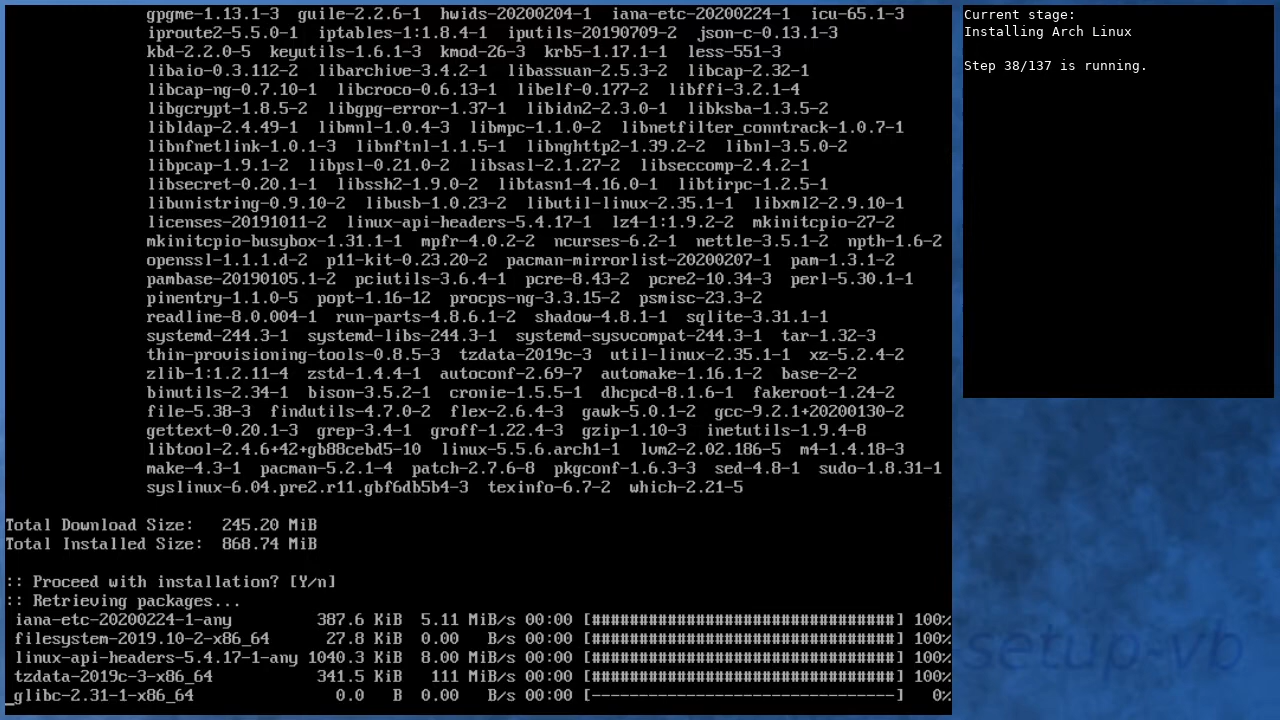 gpgme-1.13.1-3  guile-2.2.6-1  hwids-20200204-1  iana-etc-20200224-1  icu-65.1-3
iproute2-5.5.0-1  iptables-1:1.8.4-1  iputils-20190709-2  json-c-0.13.1-3
kbd-2.2.0-5  keyutils-1.6.1-3  kmod-26-3  krb5-1.17.1-1  less-551-3
libaio-0.3.112-2  libarchive-3.4.2-1  libassuan-2.5.3-2  libcap-2.32-1
libcap-ng-0.7.10-1  libcroco-0.6.13-1  libelf-0.177-2  libffi-3.2.1-4
libgcrypt-1.8.5-2  libgpg-error-1.37-1  libidn2-2.3.0-1  libksba-1.3.5-2
libldap-2.4.49-1  libmnl-1.0.4-3  libmpc-1.1.0-2  libnetfilter_conntrack-1.0.7-1
libnfnetlink-1.0.1-3  libnftnl-1.1.5-1  libnghttp2-1.39.2-2  libnl-3.5.0-2
libpcap-1.9.1-2  libpsl-0.21.0-2  libsasl-2.1.27-2  libseccomp-2.4.2-1
libsecret-0.20.1-1  libssh2-1.9.0-2  libtasn1-4.16.0-1  libtirpc-1.2.5-1
libunistring-0.9.10-2  libusb-1.0.23-2  libutil-linux-2.35.1-1  libxml2-2.9.10-1
licenses-20191011-2  linux-api-headers-5.4.17-1  lz4-1:1.9.2-2  mkinitcpio-27-2
mkinitcpio-busybox-1.31.1-1  mpfr-4.0.2-2  ncurses-6.2-1  nettle-3.5.1-2  npth-1.6-2
openssl-1.1.1.d-2  p11-kit-0.23.20-2  pacman-mirrorlist-20200207-1  pam-1.3.1-2
pambase-20190105.1-2  pciutils-3.6.4-1  pcre-8.43-2  pcre2-10.34-3  perl-5.30.1-1
pinentry-1.1.0-5  popt-1.16-12  procps-ng-3.3.15-2  psmisc-23.3-2
readline-8.0.004-1  run-parts-4.8.6.1-2  shadow-4.8.1-1  sqlite-3.31.1-1
systemd-244.3-1  systemd-libs-244.3-1  systemd-sysvcompat-244.3-1  tar-1.32-3
thin-provisioning-tools-0.8.5-3  tzdata-2019c-3  util-linux-2.35.1-1  xz-5.2.4-2
zlib-1:1.2.11-4  zstd-1.4.4-1  autoconf-2.69-7  automake-1.16.1-2  base-2-2
binutils-2.34-1  bison-3.5.2-1  cronie-1.5.5-1  dhcpcd-8.1.6-1  fakeroot-1.24-2
file-5.38-3  findutils-4.7.0-2  flex-2.6.4-3  gawk-5.0.1-2  gcc-9.2.1+20200130-2
gettext-0.20.1-3  grep-3.4-1  groff-1.22.4-3  gzip-1.10-3  inetutils-1.9.4-8
libtool-2.4.6+42+gb88cebd5-10  linux-5.5.6.arch1-1  lvm2-2.02.186-5  m4-1.4.18-3
make-4.3-1  pacman-5.2.1-4  patch-2.7.6-8  pkgconf-1.6.3-3  sed-4.8-1  sudo-1.8.31-1
syslinux-6.04.pre2.r11.gbf6db5b4-3  texinfo-6.7-2  which-2.21-5
Total Download Size:   245.20 MiB
Total Installed Size:  868.74 MiB
:: Proceed with installation? [Y/n]
:: Retrieving packages...
iana-etc-20200224-1-any         387.6 KiB  5.11 MiB/s 00:00 [################################] 100%
filesystem-2019.10-2-x86_64      27.8 KiB  0.00   B/s 00:00 [################################] 100%
linux-api-headers-5.4.17-1-any 1040.3 KiB  8.00 MiB/s 00:00 [################################] 100%
tzdata-2019c-3-x86_64           341.5 KiB   111 MiB/s 00:00 [################################] 100%
_glibc-2.31-1-x86_64               0.0   B  0.00   B/s 00:00 [--------------------------------]   0%
Current stage:
Installing Arch Linux
Step 38/137 is running.
setup-vb